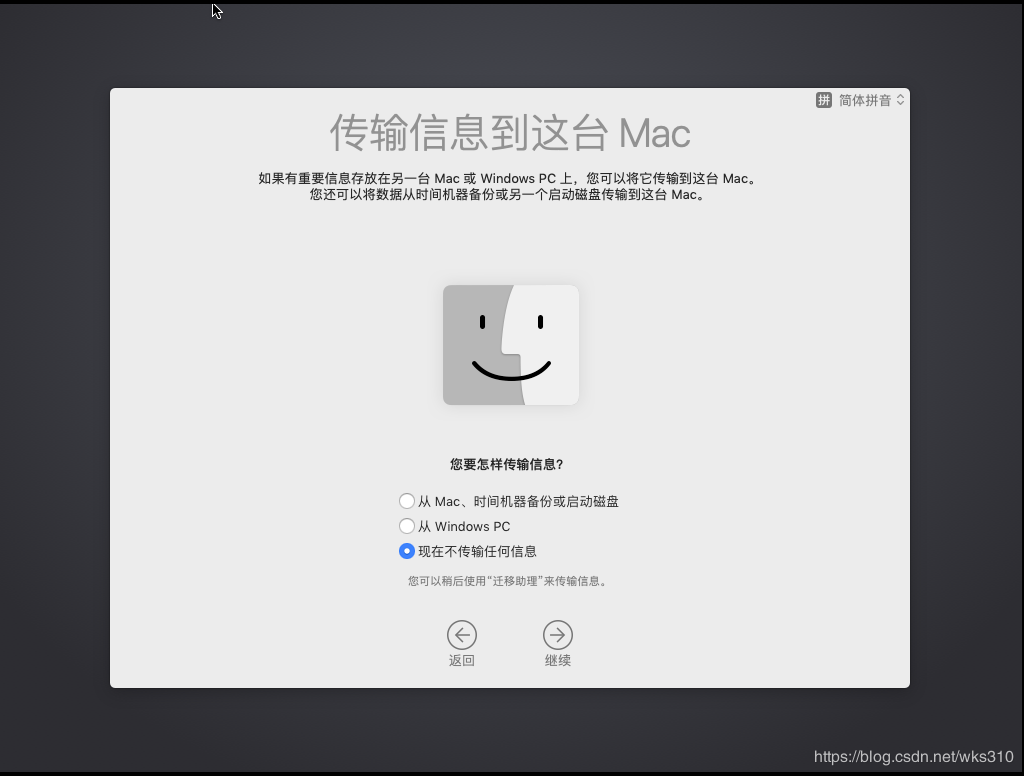 拼 简体拼音
传输信息到这台 Mac
如果有重要信息存放在另一台 Mac 或 Windows PC 上，您可以将它传输到这台 Mac。
您还可以将数据从时间机器备份或另一个启动磁盘传输到这台 Mac。
您要怎样传输信息？
从 Mac、时间机器备份或启动磁盘
从 Windows PC
现在不传输任何信息
您可以稍后使用“迁移助理”来传输信息。
返回 继续
https://blog.csdn.net/wks310